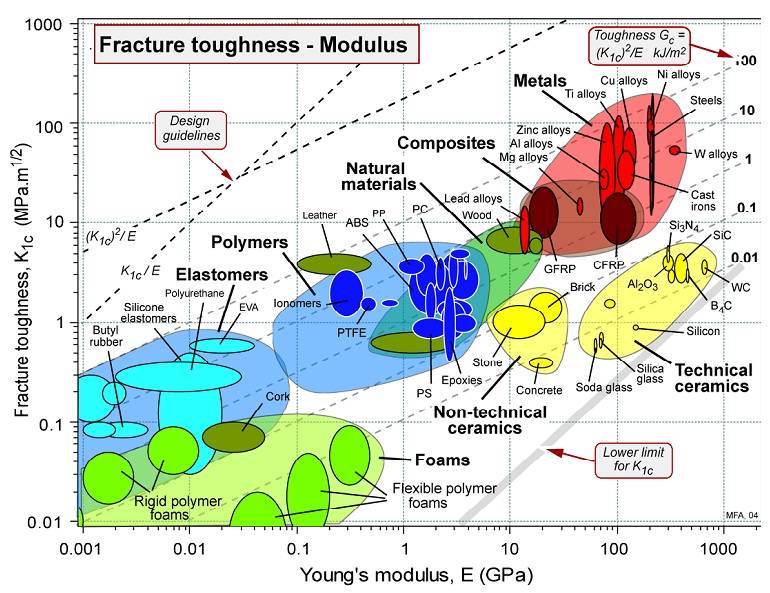 Fracture toughness - Modulus
Toughness Gc =
(K1c)²/E   kJ/m²
Design
guidelines
(K1c)²/E
K1c / E
Fracture toughness, K1c (MPa.m^1/2)
1000
100
10
1
0.1
0.01
0.001
0.01
0.1
1
10
100
1000
Young's modulus, E (GPa)
10
1
0.1
0.01
Metals
Ti alloys
Cu alloys
Ni alloys
Steels
Zinc alloys
Al alloys
Mg alloys
W alloys
Cast
irons
Composites
GFRP
CFRP
Natural
materials
Lead alloys
Wood
Leather
Cork
Polymers
ABS
PP
PC
Ionomers
PTFE
PS
Epoxies
Elastomers
Polyurethane
Silicone
elastomers
EVA
Butyl
rubber
Foams
Rigid polymer
foams
Flexible polymer
foams
Non-technical
ceramics
Brick
Stone
Concrete
Technical
ceramics
Si3N4
SiC
Al2O3
WC
B4C
Silicon
Silica
glass
Soda glass
Lower limit
for K1c
MFA, 04